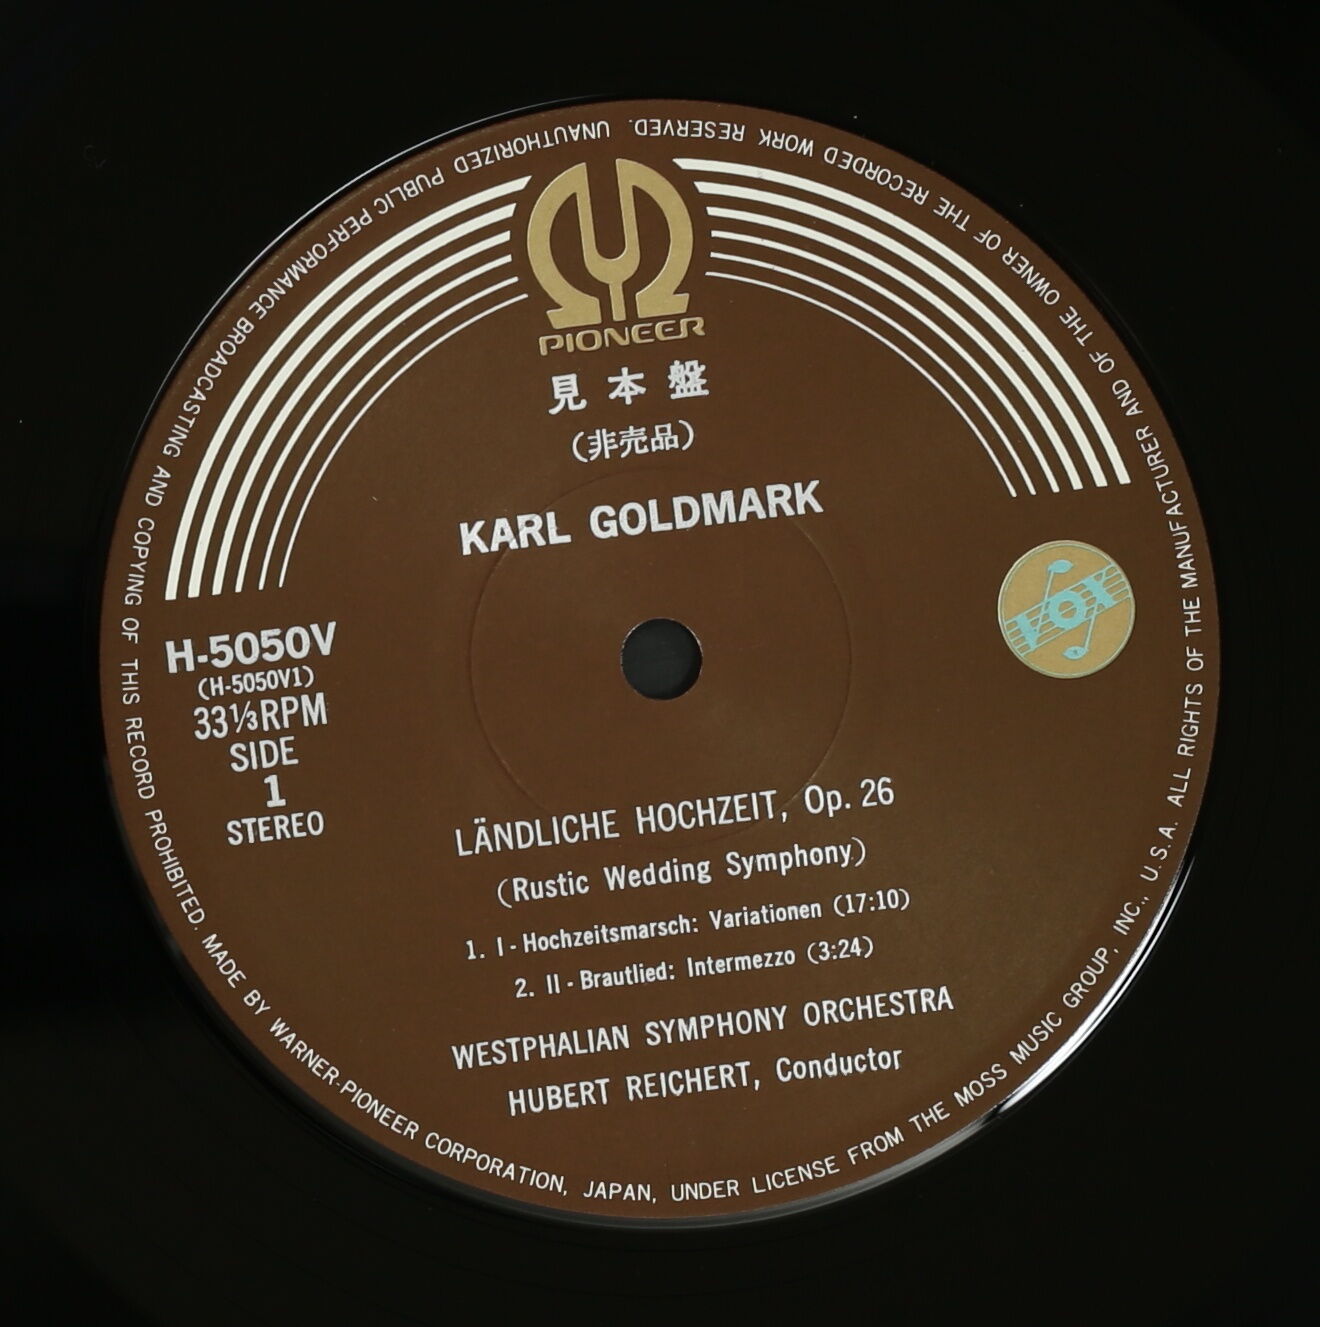 PIONEER
見本盤
(非売品)
KARL GOLDMARK
VOX
H-5050V
(H-5050V1)
33⅓RPM
SIDE
1
STEREO
LÄNDLICHE HOCHZEIT, Op. 26
(Rustic Wedding Symphony)
1. I - Hochzeitsmarsch: Variationen (17:10)
2. II - Brautlied: Intermezzo (3:24)
WESTPHALIAN SYMPHONY ORCHESTRA
HUBERT REICHERT, Conductor
MADE BY WARNER-PIONEER CORPORATION, JAPAN, UNDER LICENSE FROM THE MOSS MUSIC GROUP, INC., U.S.A. ALL RIGHTS OF THE MANUFACTURER AND OF THE OWNER OF THE RECORDED WORK RESERVED. UNAUTHORIZED PUBLIC PERFORMANCE BROADCASTING AND COPYING OF THIS RECORD PROHIBITED.